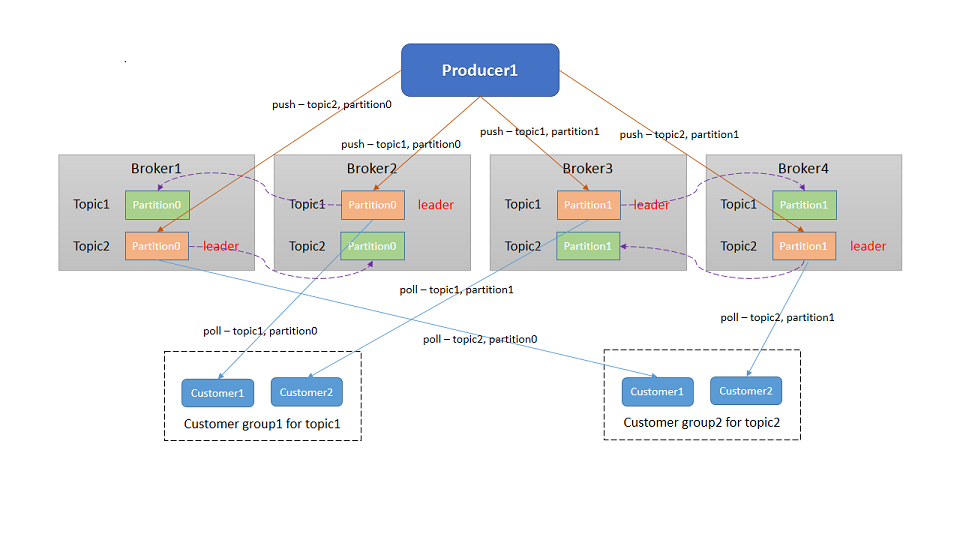 Producer1
push – topic2, partition0
push – topic1, partition0
push – topic1, partition1
push – topic2, partition1
Broker1
Topic1
Partition0
Topic2
Partition0
leader
Broker2
Topic1
Partition0
leader
Topic2
Partition0
Broker3
Topic1
Partition1
leader
Topic2
Partition1
Broker4
Topic1
Partition1
Topic2
Partition1
leader
poll – topic1, partition1
poll – topic1, partition0
poll – topic2, partition0
poll – topic2, partition1
Customer1
Customer2
Customer group1 for topic1
Customer1
Customer2
Customer group2 for topic2